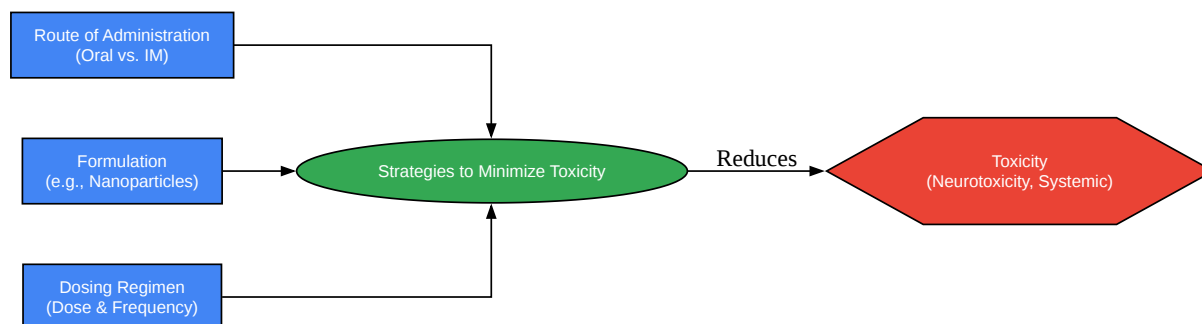 Route of Administration
(Oral vs. IM)
Formulation
(e.g., Nanoparticles)
Dosing Regimen
(Dose & Frequency)
Strategies to Minimize Toxicity
Reduces
Toxicity
(Neurotoxicity, Systemic)